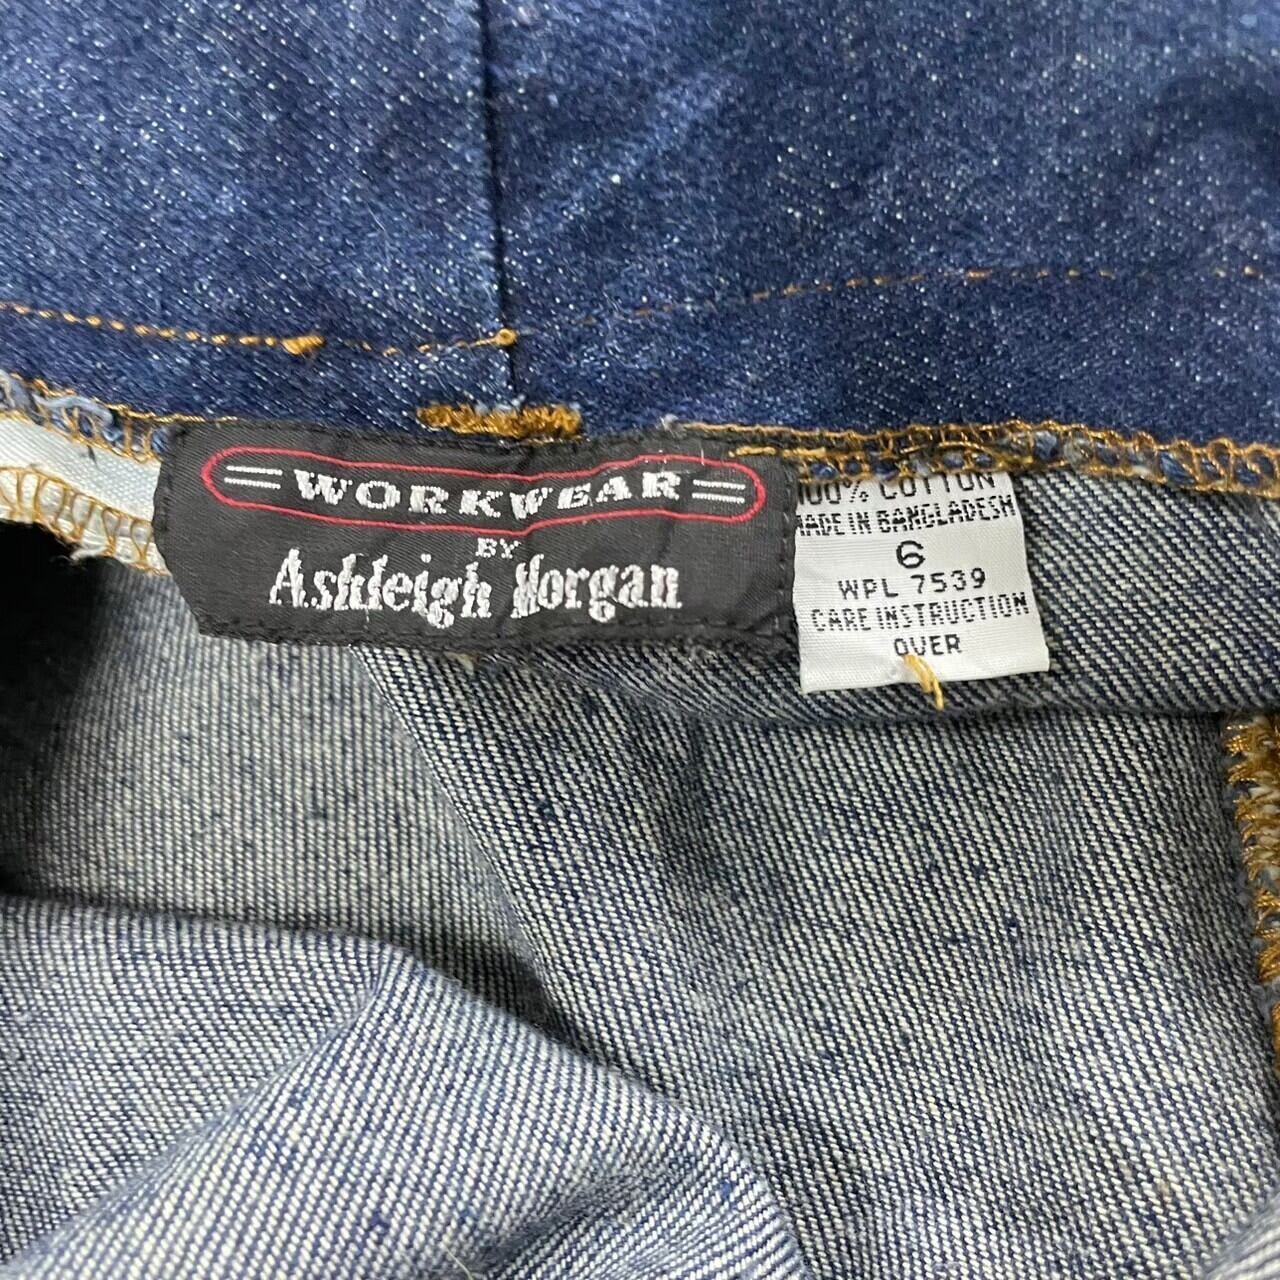 WORKWEAR
BY
Ashleigh Morgan
100% COTTON
MADE IN BANGLADESH
6
WPL 7539
CARE INSTRUCTION
OVER